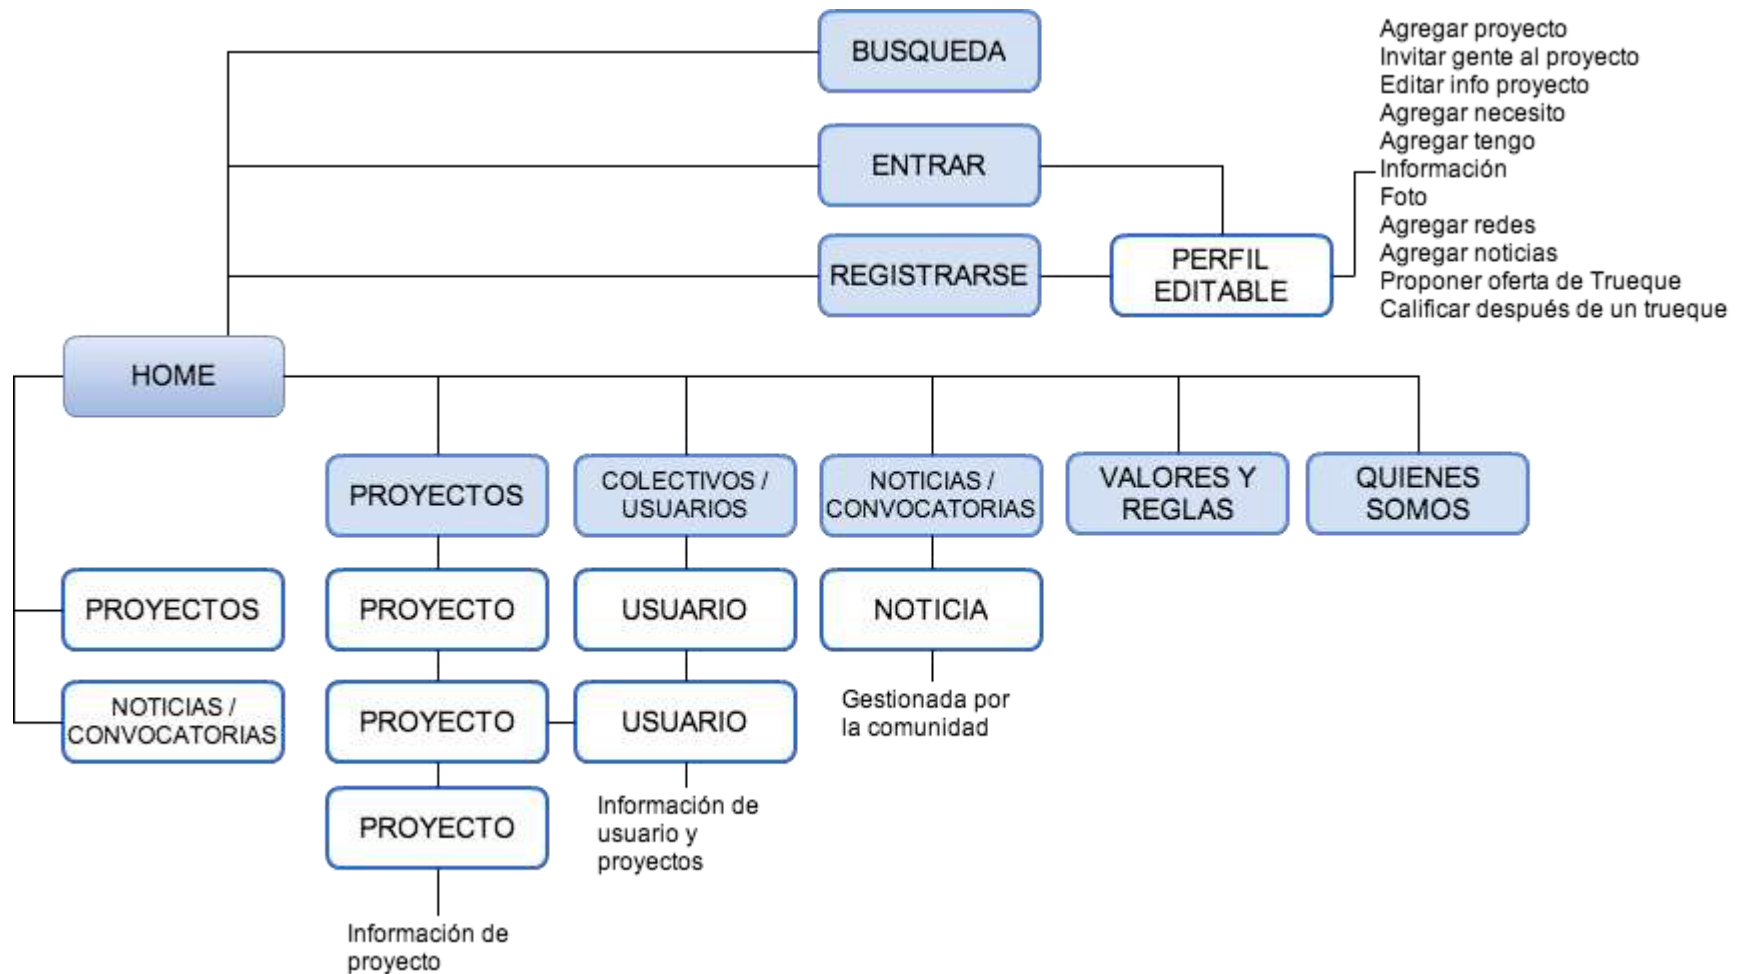 BUSQUEDA
ENTRAR
REGISTRARSE
PERFIL
EDITABLE
Agregar proyecto
Invitar gente al proyecto
Editar info proyecto
Agregar necesito
Agregar tengo
Información
Foto
Agregar redes
Agregar noticias
Proponer oferta de Trueque
Calificar después de un trueque
HOME
PROYECTOS
COLECTIVOS /
USUARIOS
NOTICIAS /
CONVOCATORIAS
VALORES Y
REGLAS
QUIENES
SOMOS
PROYECTOS
PROYECTO
USUARIO
NOTICIA
NOTICIAS /
CONVOCATORIAS
PROYECTO
USUARIO
Gestionada por
la comunidad
PROYECTO
Información de
usuario y
proyectos
Información de
proyecto